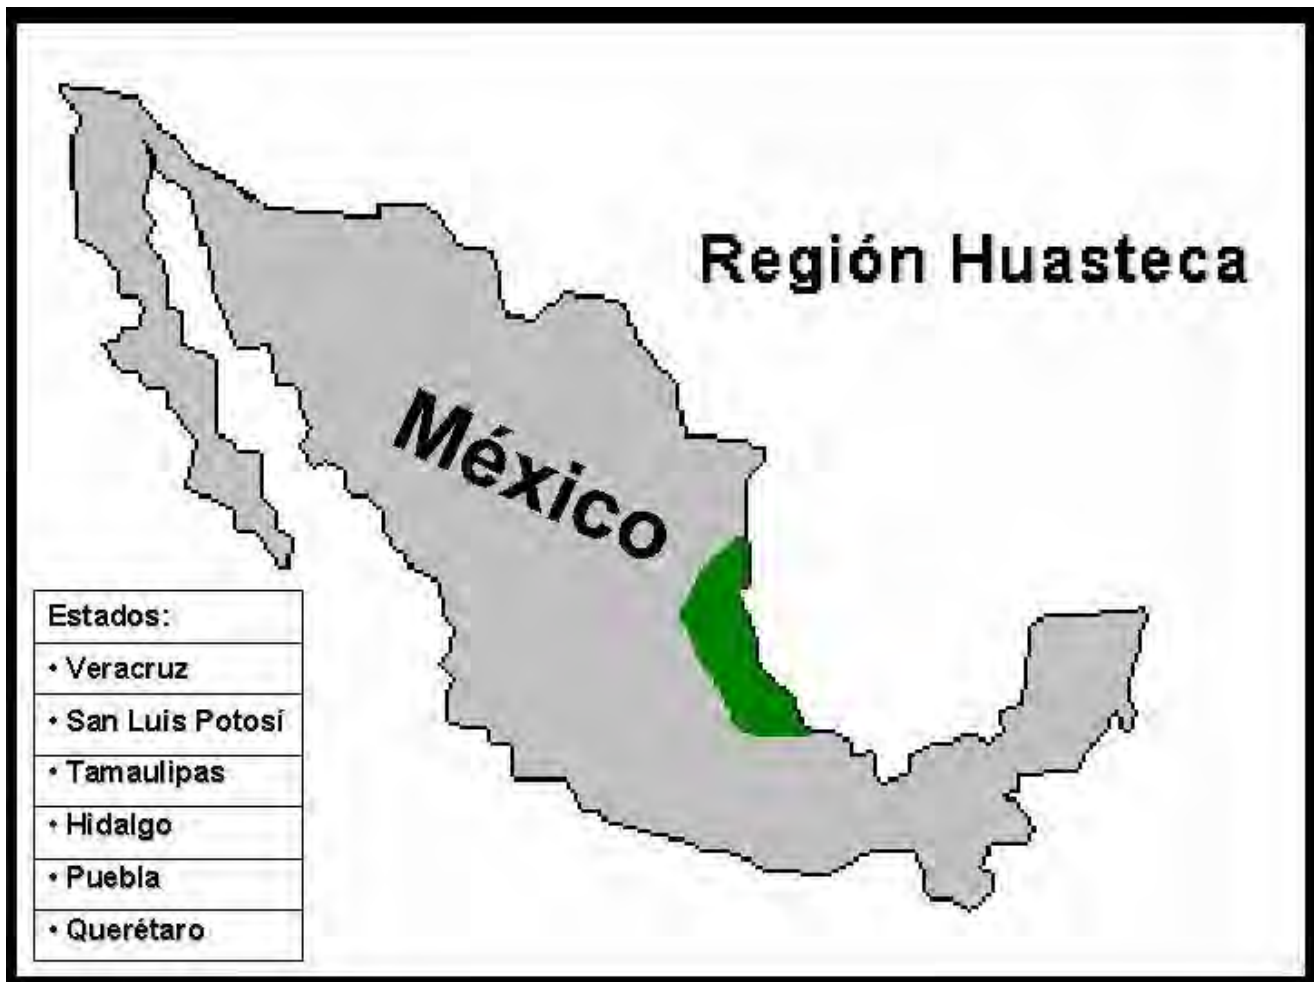 Región Huasteca
México
Estados:
• Veracruz
• San Luis Potosí
• Tamaulipas
• Hidalgo
• Puebla
• Querétaro